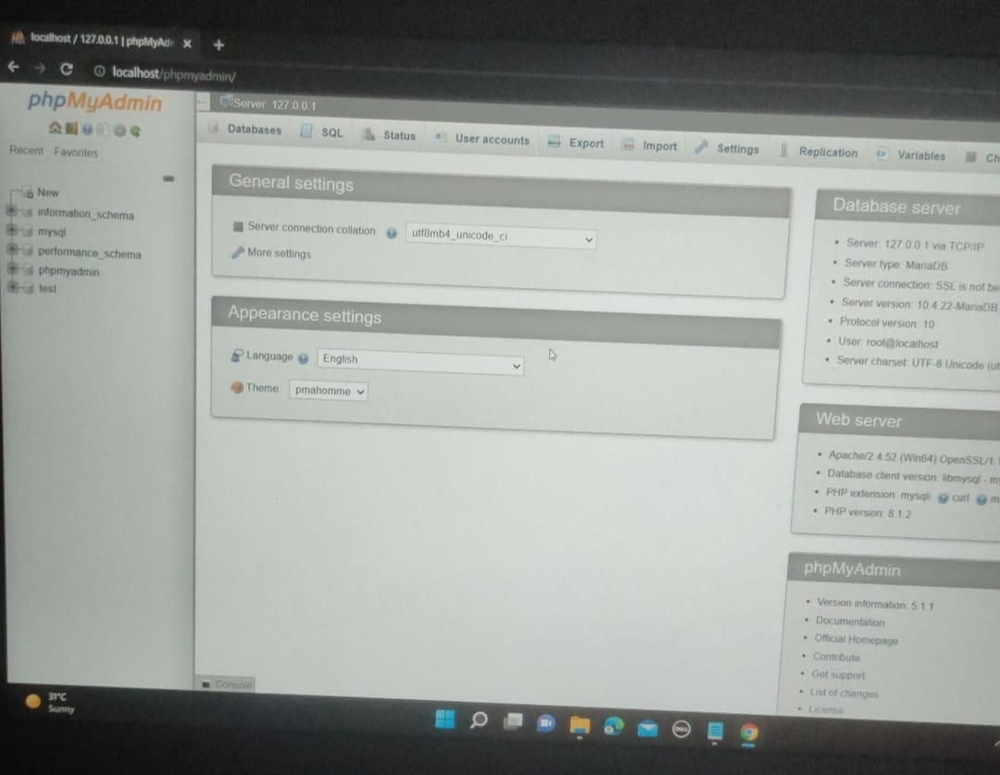 localhost / 127.0.0.1 | phpMyAdr
localhost/phpmyadmin/
phpMyAdmin
Recent Favorites
New
information_schema
mysql
performance_schema
phpmyadmin
test
Server: 127.0.0.1
Databases SQL Status User accounts Export Import Settings Replication Variables Ch
General settings
Server connection collation: utf8mb4_unicode_ci
More settings
Appearance settings
Language English
Theme: pmahomme
Database server
Server: 127.0.0.1 via TCP/IP
Server type: MariaDB
Server connection: SSL is not be
Server version: 10.4.22-MariaDB
Protocol version: 10
User: root@localhost
Server charset: UTF-8 Unicode (ut
Web server
Apache/2.4.52 (Win64) OpenSSL/1.1
Database client version: libmysql - m
PHP extension: mysqli curl m
PHP version: 8.1.2
phpMyAdmin
Version information: 5.1.1
Documentation
Official Homepage
Contribute
Get support
List of changes
License
Console
31°C
Sunny
DELL